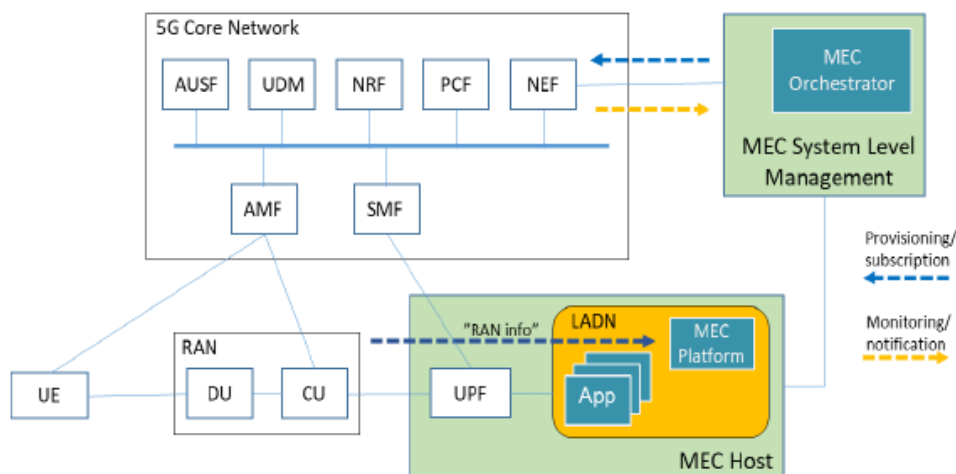 5G Core Network
AUSF
UDM
NRF
PCF
NEF
MEC
Orchestrator
MEC System Level
Management
AMF
SMF
Provisioning/
subscription
"RAN info"
LADN
MEC
Platform
Monitoring/
notification
RAN
UE
DU
CU
UPF
App
MEC Host